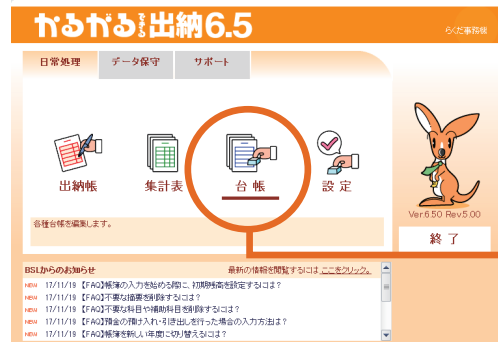 かるがるできる出納6.5
らくだ事務機
日常処理 データ保守 サポート
出納帳 集計表 台帳 設定
各種台帳を編集します。
Ver.6.50 Rev.5.00
終了
BSLからのお知らせ 最新の情報を閲覧するには、ここをクリック。
NEW 17/11/19 【FAQ】帳簿の入力を始める際に、初期残高を設定するには？
NEW 17/11/19 【FAQ】不要な摘要を削除するには？
NEW 17/11/19 【FAQ】不要な科目や補助科目を削除するには？
NEW 17/11/19 【FAQ】預金の預け入れ・引き出しを行った場合の入力方法は？
NEW 17/11/19 【FAQ】帳簿を新しい年度に切り替えるには？